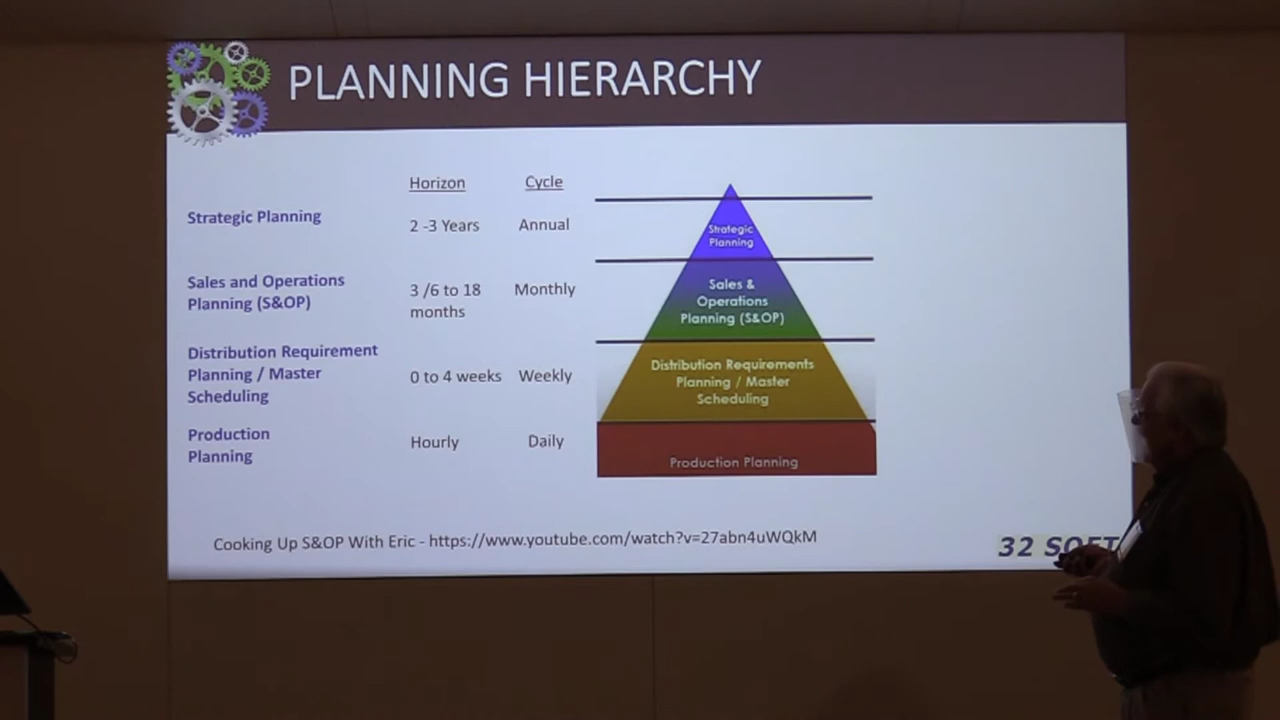 PLANNING HIERARCHY
Horizon
Cycle
Strategic Planning
2 -3 Years
Annual
Sales and Operations
Planning (S&OP)
3 /6 to 18
months
Monthly
Distribution Requirement
Planning / Master
Scheduling
0 to 4 weeks
Weekly
Production
Planning
Hourly
Daily
Strategic
Planning
Sales &
Operations
Planning (S&OP)
Distribution Requirements
Planning / Master
Scheduling
Production Planning
Cooking Up S&OP With Eric - https://www.youtube.com/watch?v=27abn4uWQkM
32 SOFT